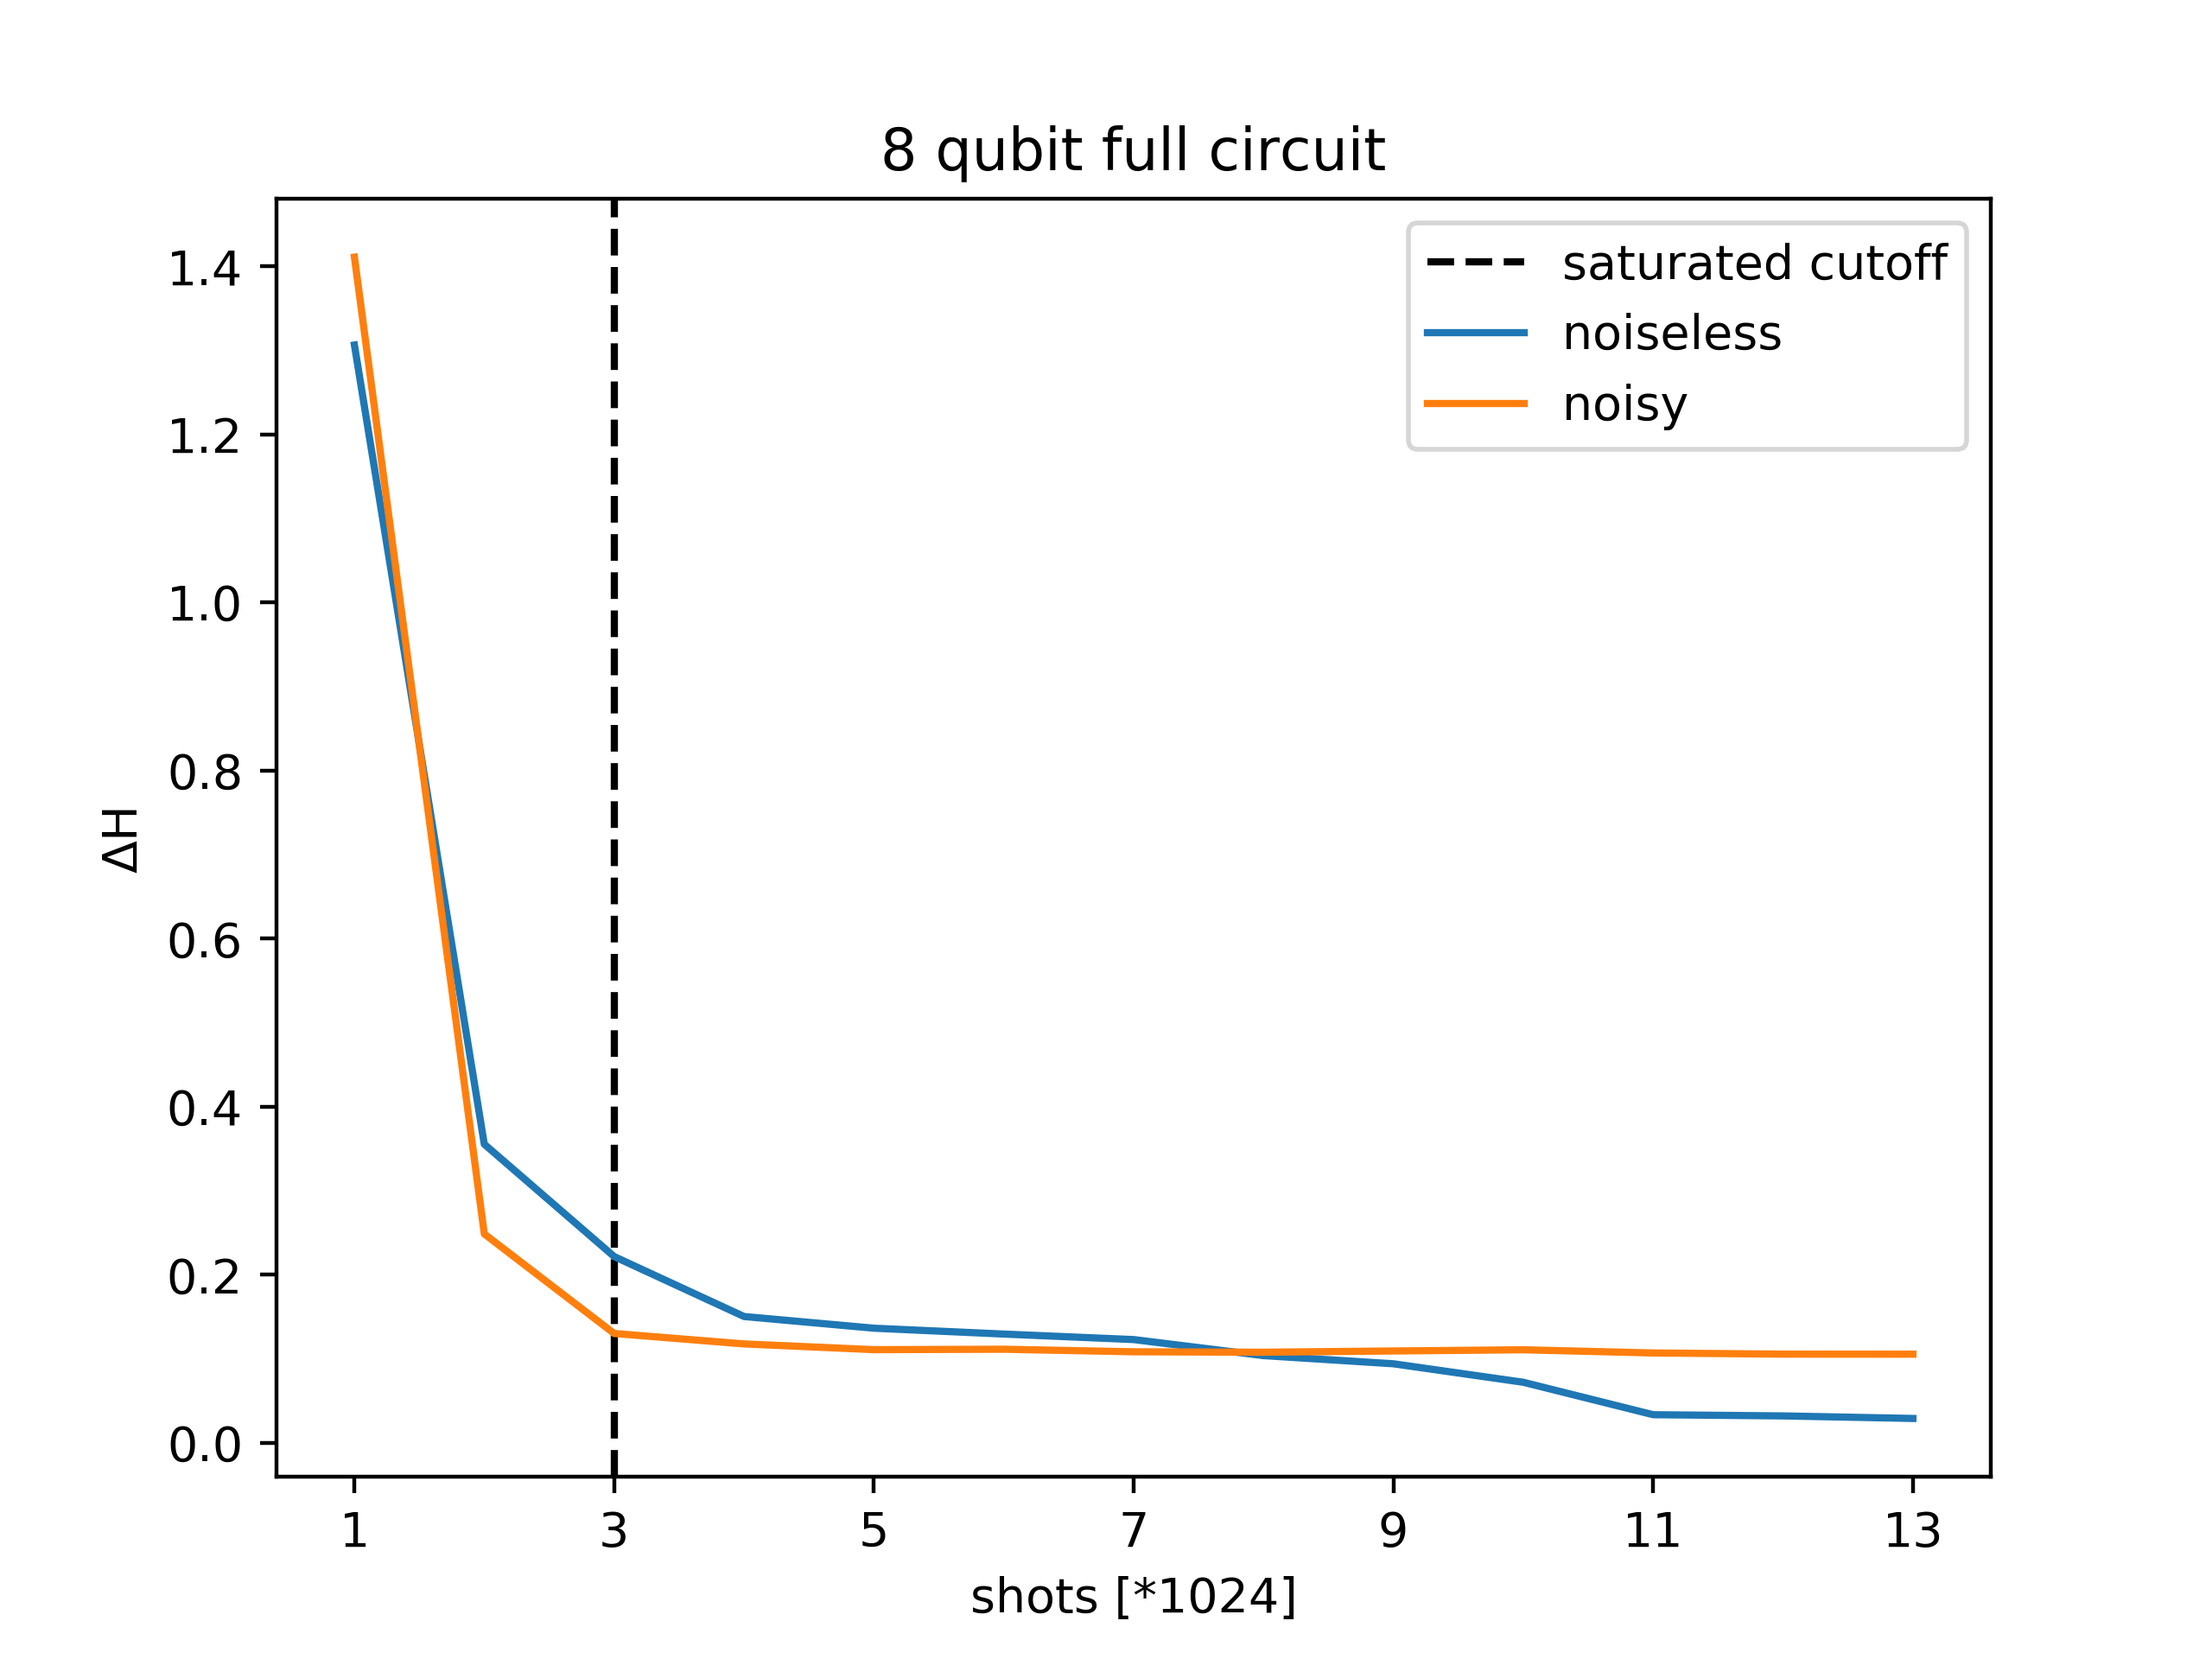 8 qubit full circuit
saturated cutoff
noiseless
noisy
ΔH
1.4
1.2
1.0
0.8
0.6
0.4
0.2
0.0
1 3 5 7 9 11 13
shots [*1024]